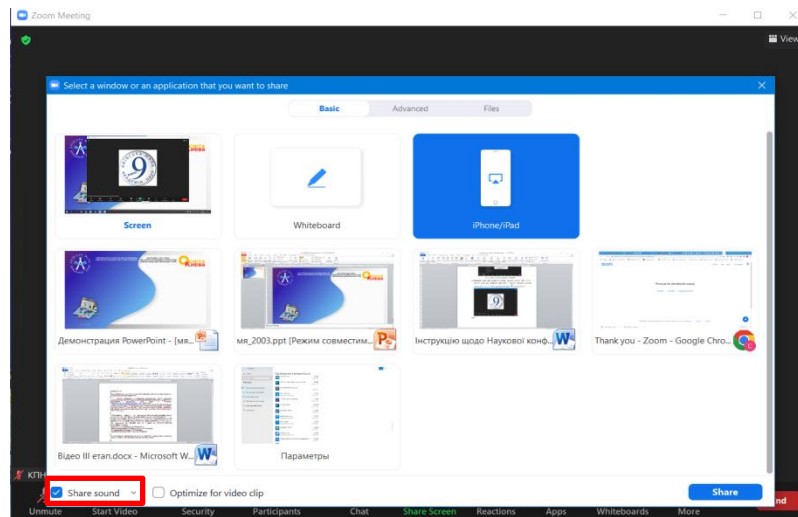 Zoom Meeting
View
Select a window or an application that you want to share
Basic Advanced Files
9
Screen
Whiteboard
iPhone/iPad
Демонстрация PowerPoint - [мя...
мя_2003.ppt [Режим совместим...
Інструкцію щодо Наукової конф...
Thank you - Zoom - Google Chro...
Відео III етап.docx - Microsoft W...
Параметры
Share sound
Optimize for video clip
Share
Unmute Start Video Security Participants Chat Share Screen Reactions Apps Whiteboards More